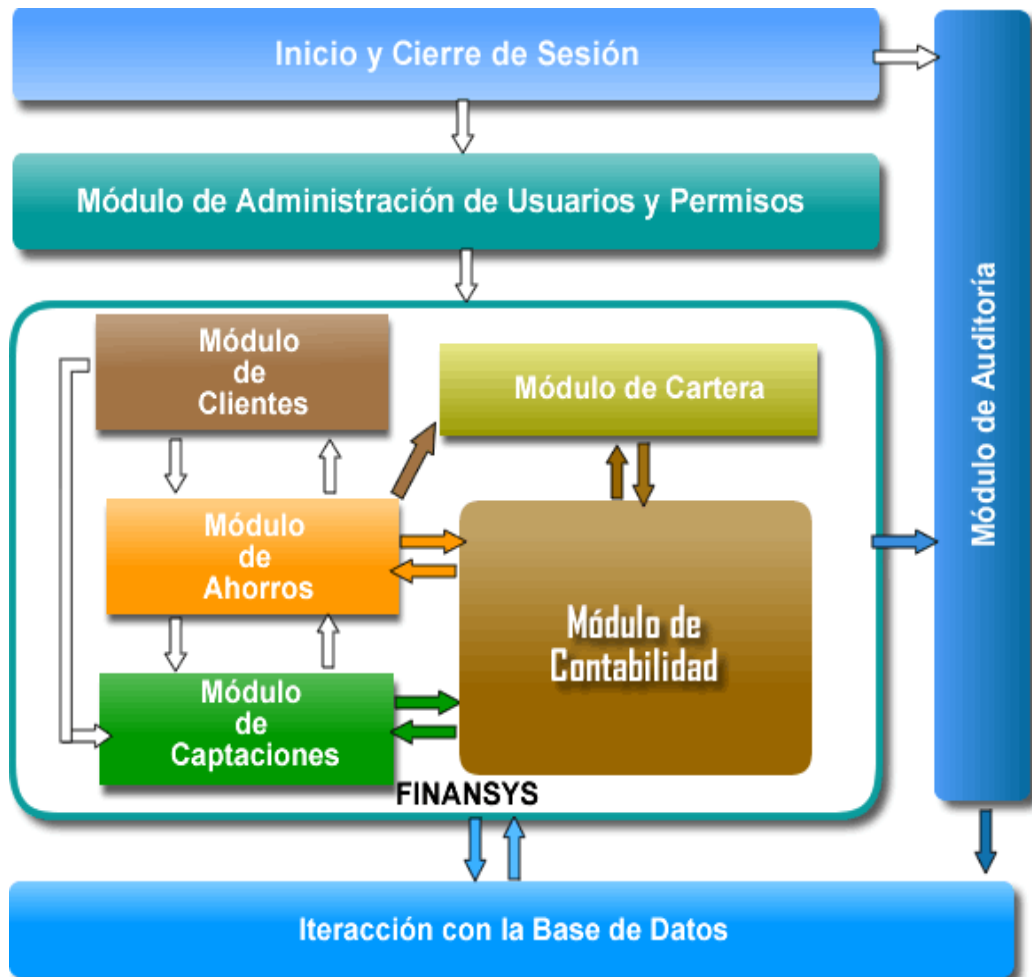 Inicio y Cierre de Sesión
Módulo de Administración de Usuarios y Permisos
Módulo
de
Clientes
Módulo de Cartera
Módulo
de
Ahorros
Módulo de
Contabilidad
Módulo
de
Captaciones
FINANSYS
Módulo de Auditoría
Iteracción con la Base de Datos